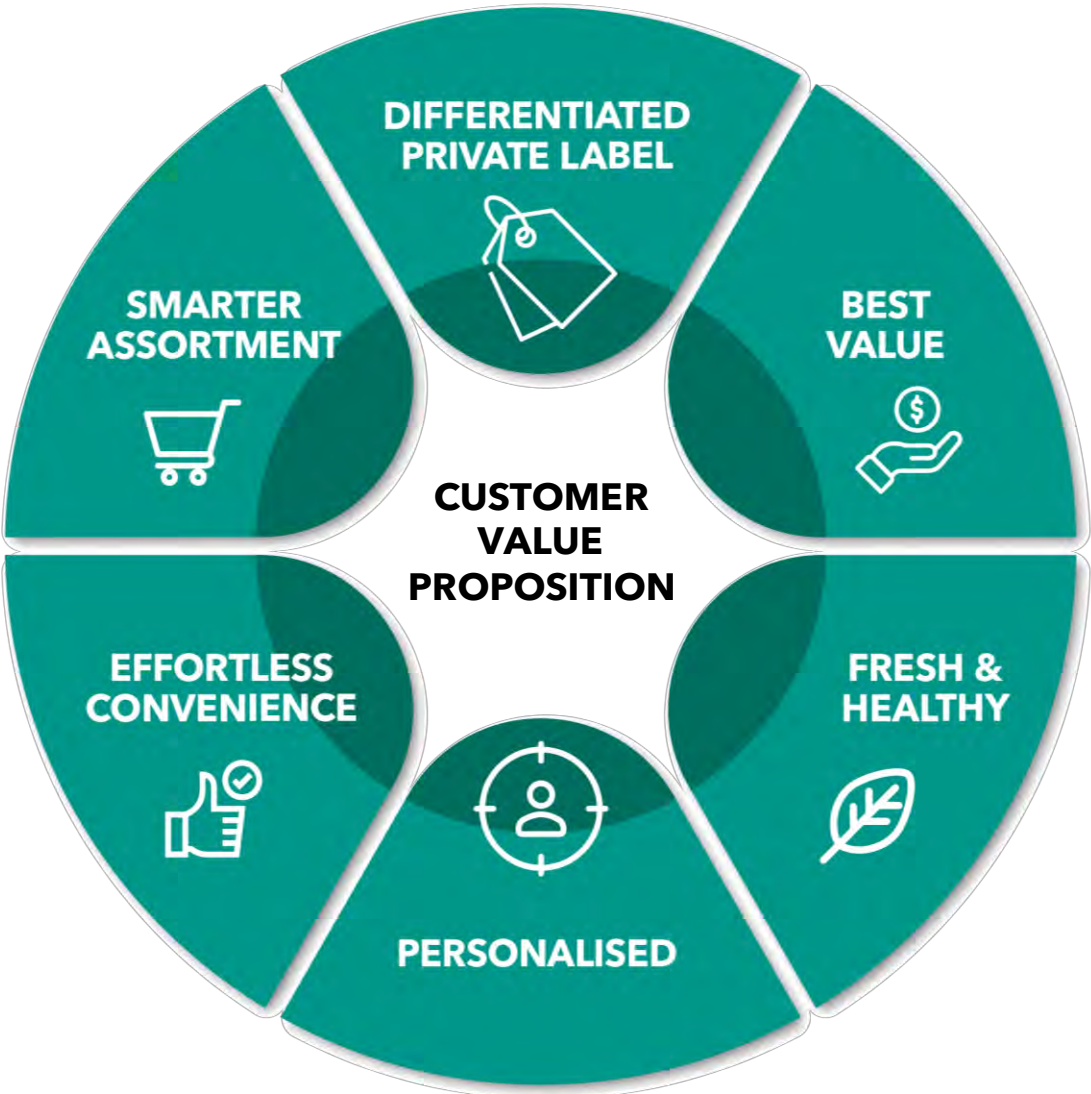 DIFFERENTIATED
PRIVATE LABEL
BEST
VALUE
FRESH &
HEALTHY
PERSONALISED
EFFORTLESS
CONVENIENCE
SMARTER
ASSORTMENT
$
CUSTOMER
VALUE
PROPOSITION